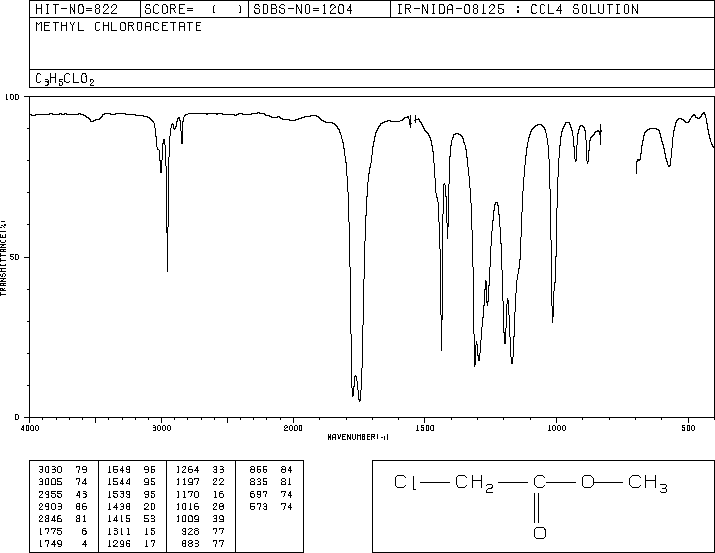 HIT-NO=822 SCORE= ( ) SDBS-NO=1204 IR-NIDA-08125 : CCL4 SOLUTION
METHYL CHLOROACETATE
C3H5CLO2
100
50
0
TRANSMITTANCE(%)
4000 3000 2000 1500 1000 500
WAVENUMBER(-1)
3030 79 1549 95 1264 33 866 84
3005 74 1544 95 1197 22 835 81
2955 43 1539 95 1170 16 697 74
2903 86 1438 20 1016 28 573 74
2846 81 1415 53 1009 39
1775 6 1311 15 928 77
1749 4 1296 17 883 77
Cl CH2 C O CH3
O